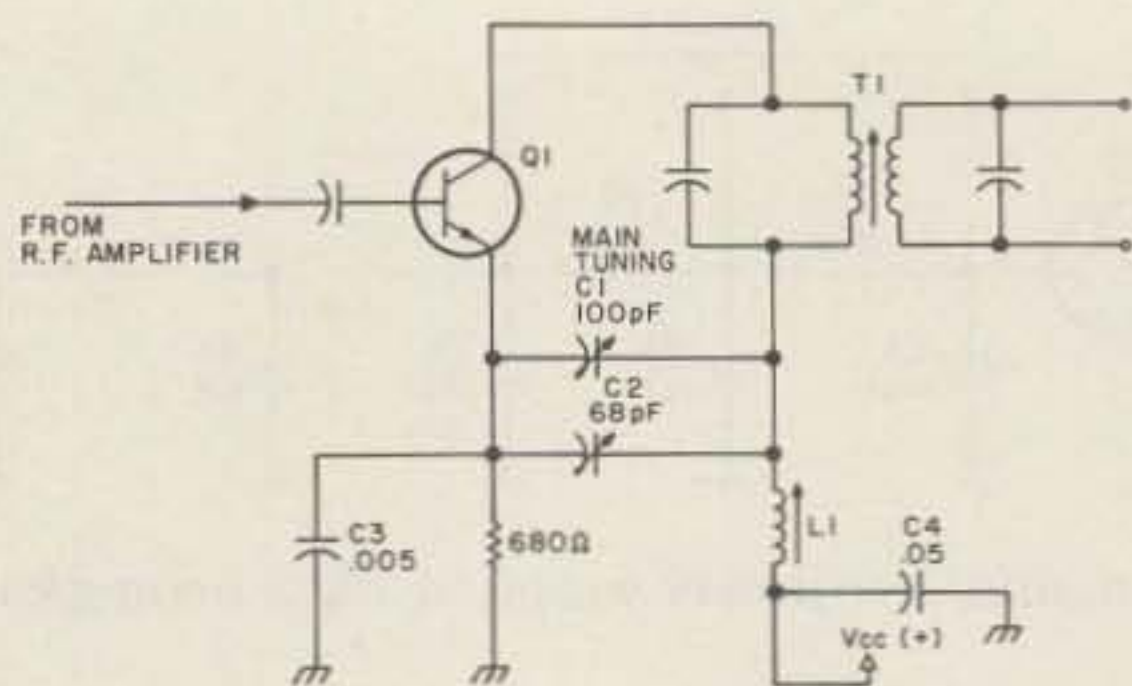 T1
Q1
FROM
R.F. AMPLIFIER
MAIN
TUNING
C1
100pF
C2
68pF
C3
.005
680Ω
L1
C4
.05
Vcc (+)